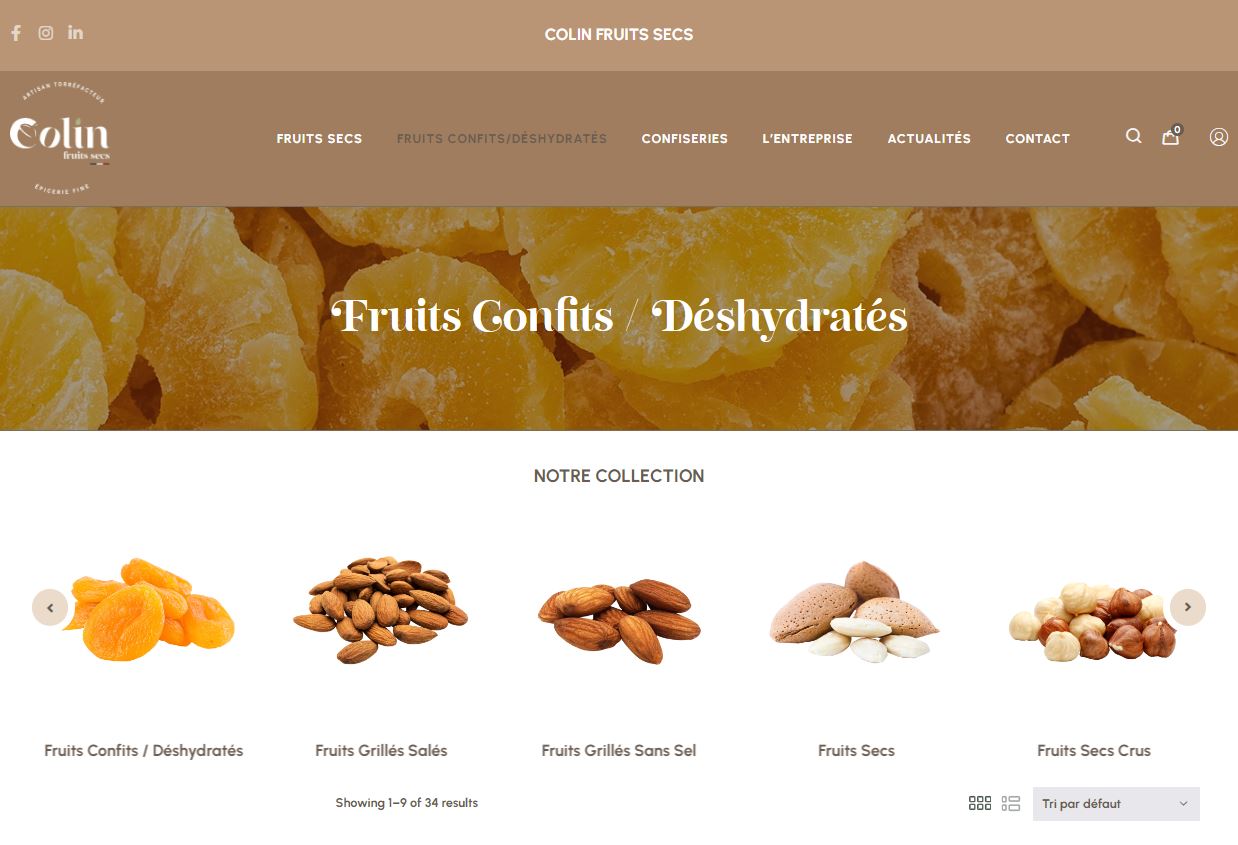 COLIN FRUITS SECS
ARTISAN TORRÉFACTEUR
Colin
fruits secs
ÉPICERIE FINE
FRUITS SECS
FRUITS CONFITS/DÉSHYDRATÉS
CONFISERIES
L'ENTREPRISE
ACTUALITÉS
CONTACT
0
Fruits Confits / Déshydratés
NOTRE COLLECTION
Fruits Confits / Déshydratés
Fruits Grillés Salés
Fruits Grillés Sans Sel
Fruits Secs
Fruits Secs Crus
Showing 1–9 of 34 results
Tri par défaut